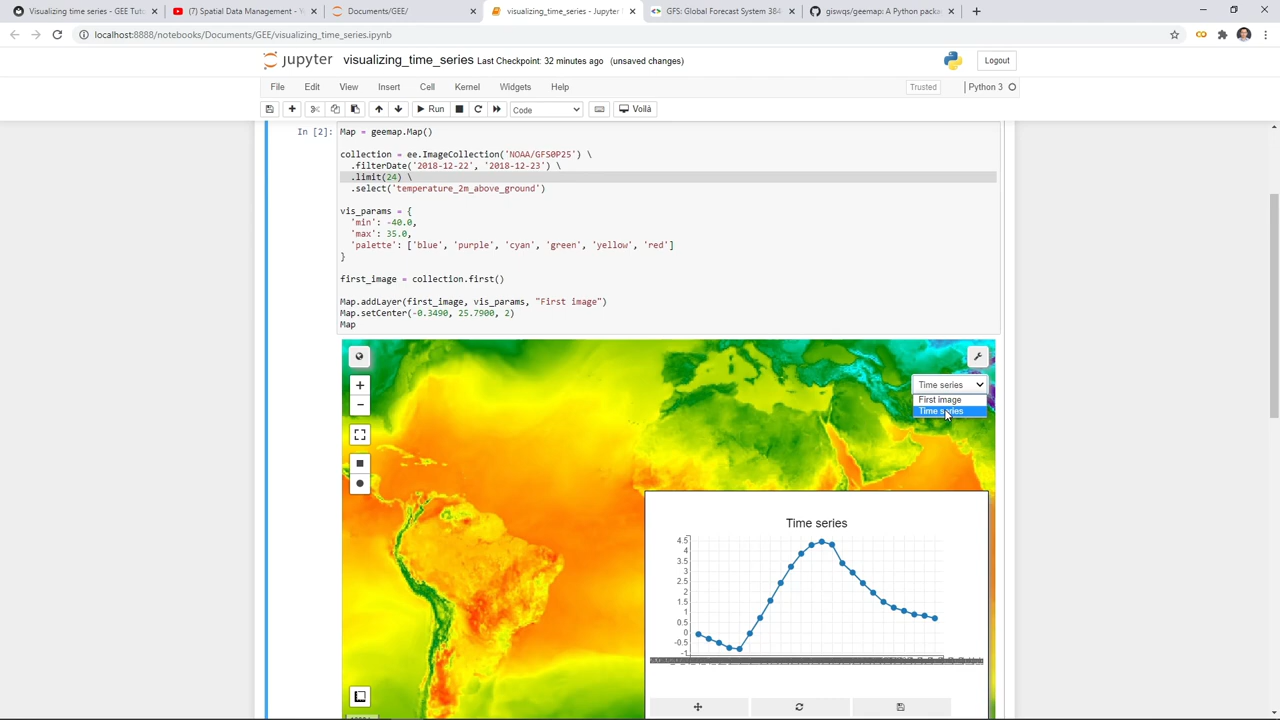 Visualizing time series - GEE Tut
(7) Spatial Data Management - Y
Documents/GEE/
visualizing_time_series - Jupyter
GFS: Global Forecast System 384
giswqs/geemap: A Python pack
localhost:8888/notebooks/Documents/GEE/visualizing_time_series.ipynb
jupyter visualizing_time_series Last Checkpoint: 32 minutes ago (unsaved changes)
Logout
File Edit View Insert Cell Kernel Widgets Help
Trusted
Python 3
Run
Code
Voilà
In [2]:
Map = geemap.Map()
collection = ee.ImageCollection('NOAA/GFS0P25') \
.filterDate('2018-12-22', '2018-12-23') \
.limit(24) \
.select('temperature_2m_above_ground')
vis_params = {
'min': -40.0,
'max': 35.0,
'palette': ['blue', 'purple', 'cyan', 'green', 'yellow', 'red']
}
first_image = collection.first()
Map.addLayer(first_image, vis_params, "First image")
Map.setCenter(-0.3490, 25.7900, 2)
Map
+
−
Time series
First image
Time series
Time series
4.5
4
3.5
3
2.5
2
1.5
1
0.5
0
-0.5
-1